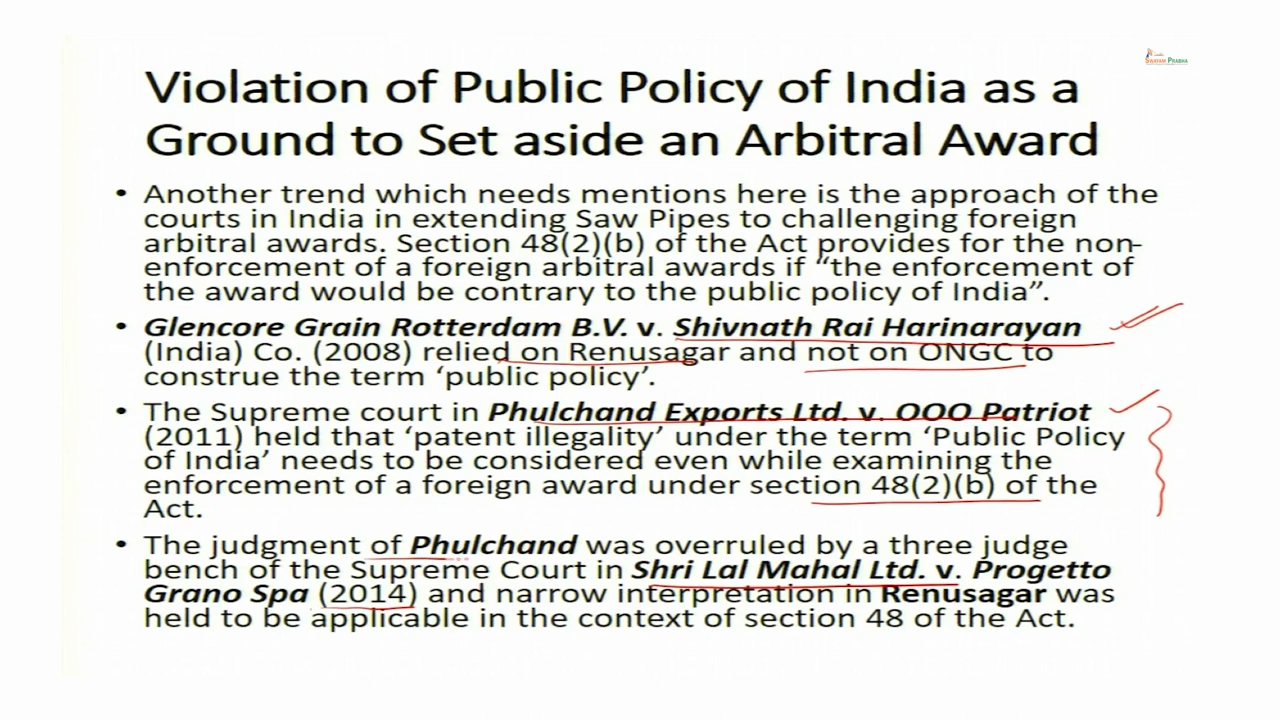 SWAYAM PRABHA
Violation of Public Policy of India as a
Ground to Set aside an Arbitral Award
• Another trend which needs mentions here is the approach of the
courts in India in extending Saw Pipes to challenging foreign
arbitral awards. Section 48(2)(b) of the Act provides for the non-
enforcement of a foreign arbitral awards if “the enforcement of
the award would be contrary to the public policy of India”.
• Glencore Grain Rotterdam B.V. v. Shivnath Rai Harinarayan
(India) Co. (2008) relied on Renusagar and not on ONGC to
construe the term ‘public policy’.
• The Supreme court in Phulchand Exports Ltd. v. OOO Patriot
(2011) held that ‘patent illegality’ under the term ‘Public Policy
of India’ needs to be considered even while examining the
enforcement of a foreign award under section 48(2)(b) of the
Act.
• The judgment of Phulchand was overruled by a three judge
bench of the Supreme Court in Shri Lal Mahal Ltd. v. Progetto
Grano Spa (2014) and narrow interpretation in Renusagar was
held to be applicable in the context of section 48 of the Act.